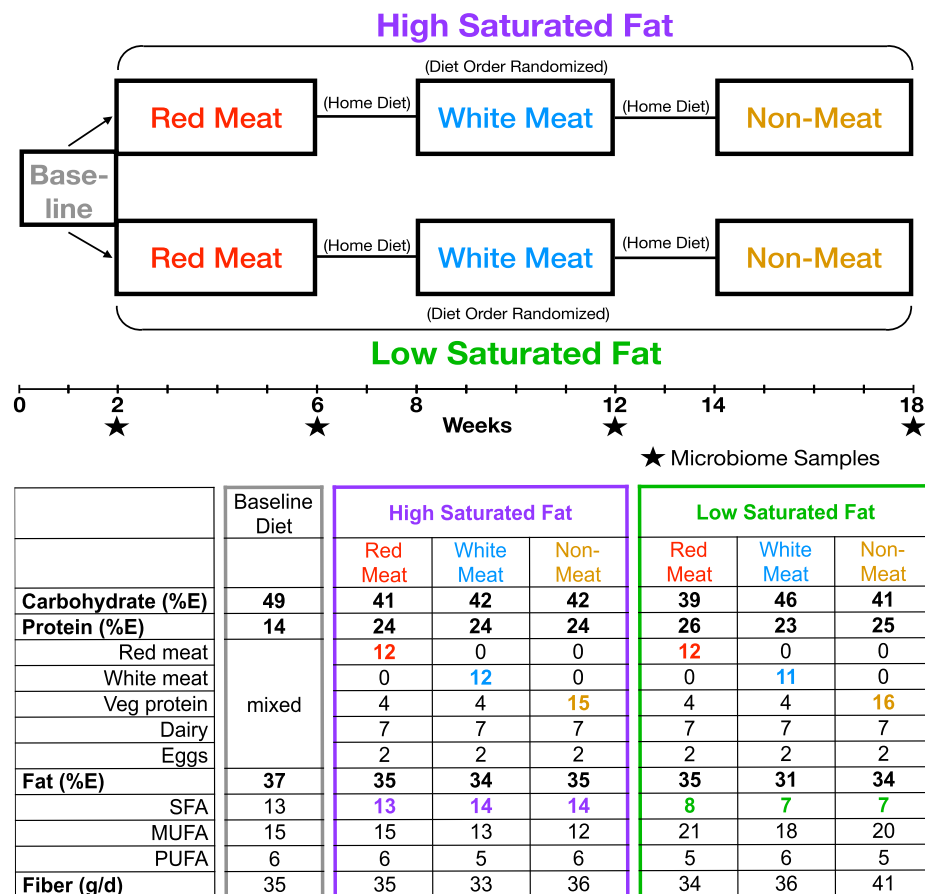 High Saturated Fat
(Diet Order Randomized)
Red Meat
(Home Diet)
White Meat
(Home Diet)
Non-Meat
Base-
line
Red Meat
(Home Diet)
White Meat
(Home Diet)
Non-Meat
(Diet Order Randomized)
Low Saturated Fat
0 2 6 8 12 14 18
Weeks
★ Microbiome Samples
Baseline
Diet
High Saturated Fat
Low Saturated Fat
Red White Non- Red White Non-
Meat Meat Meat Meat Meat Meat
Carbohydrate (%E) 49 41 42 42 39 46 41
Protein (%E) 14 24 24 24 26 23 25
Red meat 12 0 0 12 0 0
White meat 0 12 0 0 11 0
Veg protein mixed 4 4 15 4 4 16
Dairy 7 7 7 7 7 7
Eggs 2 2 2 2 2 2
Fat (%E) 37 35 34 35 35 31 34
SFA 13 13 14 14 8 7 7
MUFA 15 15 13 12 21 18 20
PUFA 6 6 5 6 5 6 5
Fiber (g/d) 35 35 33 36 34 36 41